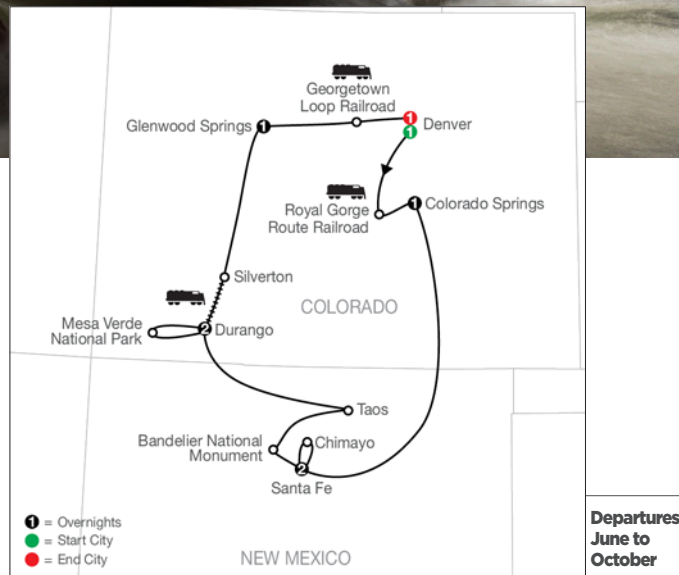 Georgetown
Loop Railroad
Glenwood Springs
1
1
1
Denver
Royal Gorge
Route Railroad
1
Colorado Springs
Silverton
COLORADO
Mesa Verde
National Park
2
Durango
Taos
Bandelier National
Monument
Chimayo
2
Santa Fe
1 = Overnights
= Start City
= End City
NEW MEXICO
Departures
June to
October